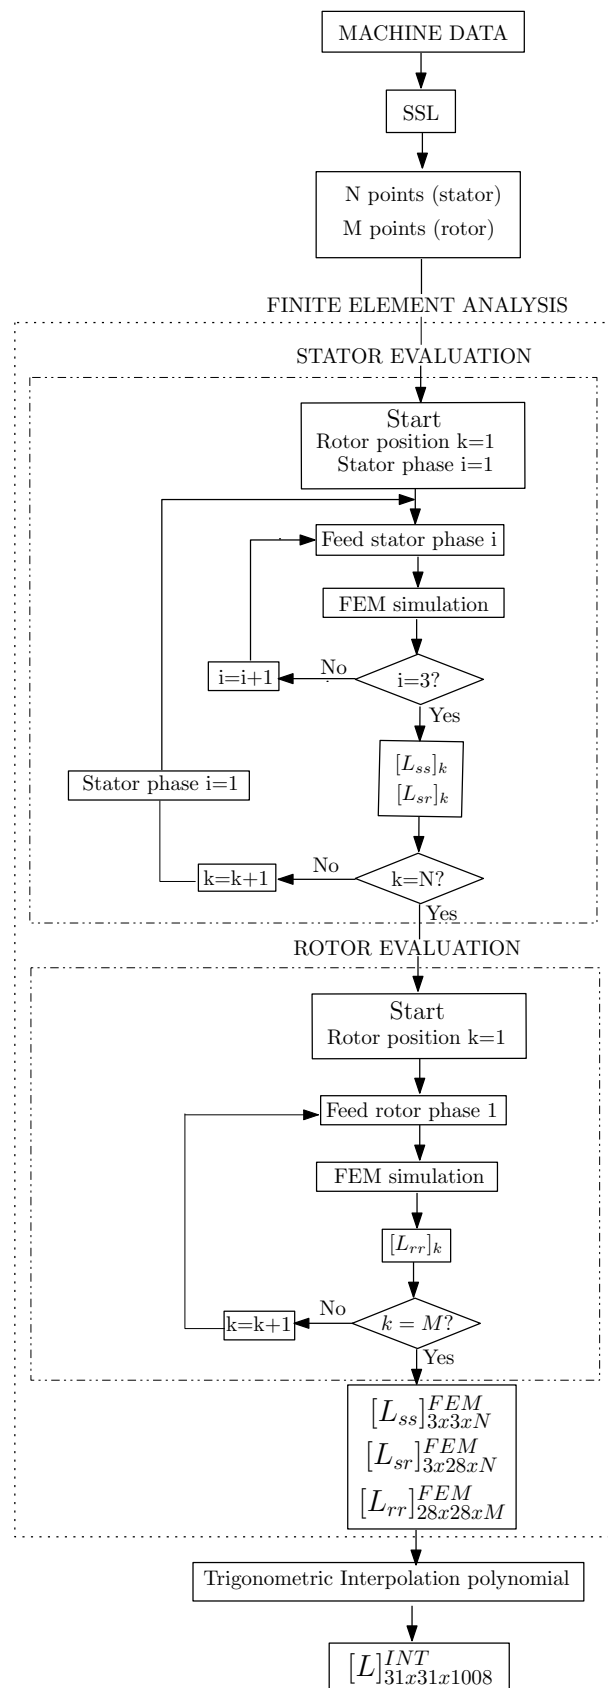 MACHINE DATA
SSL
N points (stator)
M points (rotor)
FINITE ELEMENT ANALYSIS
STATOR EVALUATION
Start
Rotor position k=1
Stator phase i=1
Feed stator phase i
FEM simulation
i=3?
No
i=i+1
Yes
[L_{ss}]_k
[L_{sr}]_k
Stator phase i=1
k=N?
No
k=k+1
Yes
ROTOR EVALUATION
Start
Rotor position k=1
Feed rotor phase 1
FEM simulation
[L_{rr}]_k
k = M?
No
k=k+1
Yes
[L_{ss}]^{FEM}_{3x3xN}
[L_{sr}]^{FEM}_{3x28xN}
[L_{rr}]^{FEM}_{28x28xM}
Trigonometric Interpolation polynomial
[L]^{INT}_{31x31x1008}